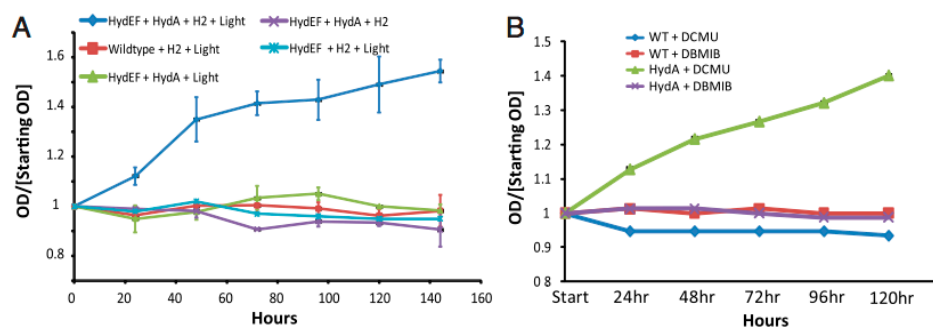 A
HydEF + HydA + H2 + Light
HydEF + HydA + H2
Wildtype + H2 + Light
HydEF + H2 + Light
HydEF + HydA + Light
OD/[Starting OD]
1.6
1.4
1.2
1
0.8
0 20 40 60 80 100 120 140 160
Hours
B
WT + DCMU
WT + DBMIB
HydA + DCMU
HydA + DBMIB
OD/[Starting OD]
1.5
1.4
1.3
1.2
1.1
1
0.9
0.8
Start 24hr 48hr 72hr 96hr 120hr
Hours